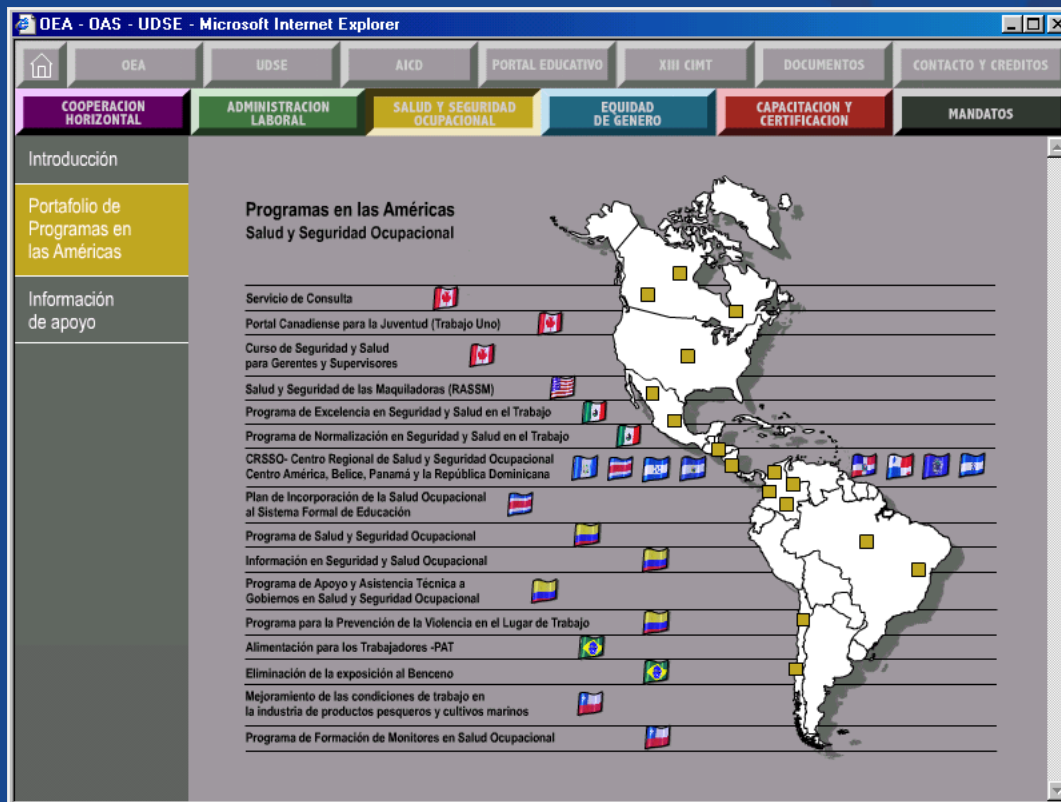 OEA - OAS - UDSE - Microsoft Internet Explorer
OEA
UDSE
AICD
PORTAL EDUCATIVO
XIII CIMT
DOCUMENTOS
CONTACTO Y CREDITOS
COOPERACION
HORIZONTAL
ADMINISTRACION
LABORAL
SALUD Y SEGURIDAD
OCUPACIONAL
EQUIDAD
DE GENERO
CAPACITACION Y
CERTIFICACION
MANDATOS
Introducción
Portafolio de
Programas en
las Américas
Información
de apoyo
Programas en las Américas
Salud y Seguridad Ocupacional
Servicio de Consulta
Portal Canadiense para la Juventud (Trabajo Uno)
Curso de Seguridad y Salud
para Gerentes y Supervisores
Salud y Seguridad de las Maquiladoras (RASSM)
Programa de Excelencia en Seguridad y Salud en el Trabajo
Programa de Normalización en Seguridad y Salud en el Trabajo
CRSSO- Centro Regional de Salud y Seguridad Ocupacional
Centro América, Belice, Panamá y la República Dominicana
Plan de Incorporación de la Salud Ocupacional
al Sistema Formal de Educación
Programa de Salud y Seguridad Ocupacional
Información en Seguridad y Salud Ocupacional
Programa de Apoyo y Asistencia Técnica a
Gobiernos en Salud y Seguridad Ocupacional
Programa para la Prevención de la Violencia en el Lugar de Trabajo
Alimentación para los Trabajadores -PAT
Eliminación de la exposición al Benceno
Mejoramiento de las condiciones de trabajo en
la industria de productos pesqueros y cultivos marinos
Programa de Formación de Monitores en Salud Ocupacional